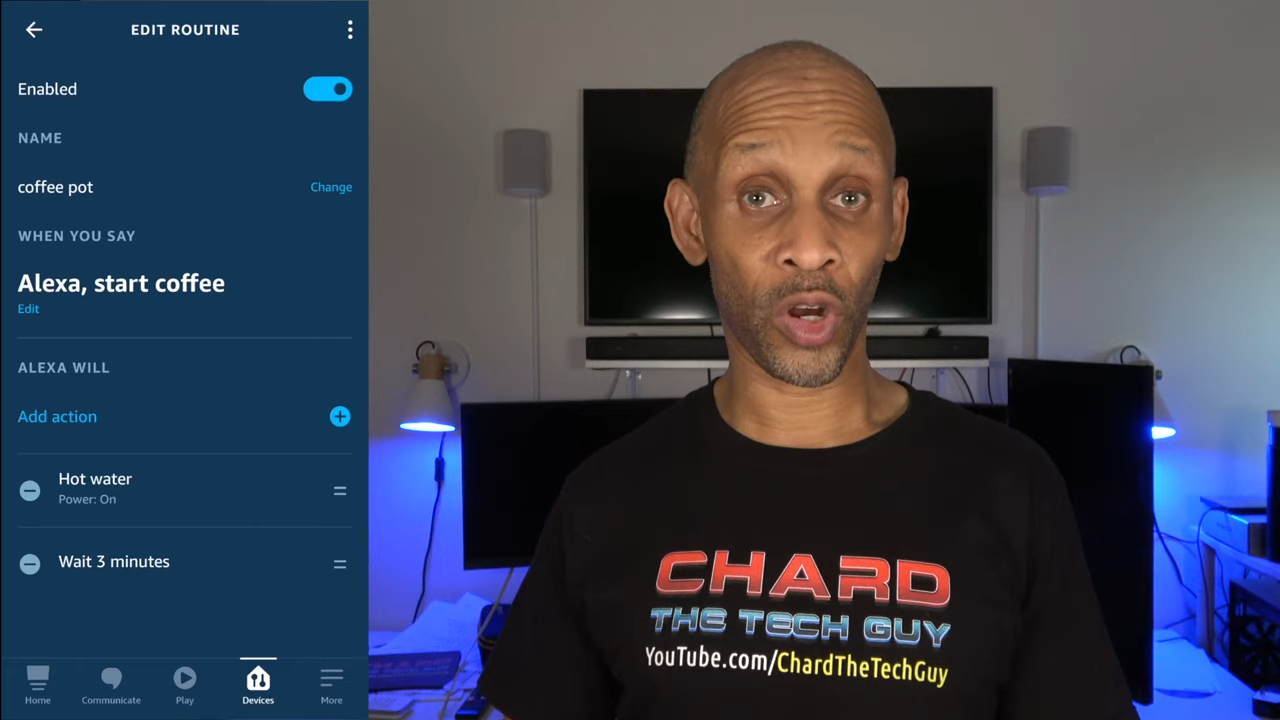 EDIT ROUTINE
Enabled
NAME
coffee pot
Change
WHEN YOU SAY
Alexa, start coffee
Edit
ALEXA WILL
Add action
Hot water
Power: On
Wait 3 minutes
Home
Communicate
Play
Devices
More
CHARD
THE TECH GUY
YouTube.com/ChardTheTechGuy